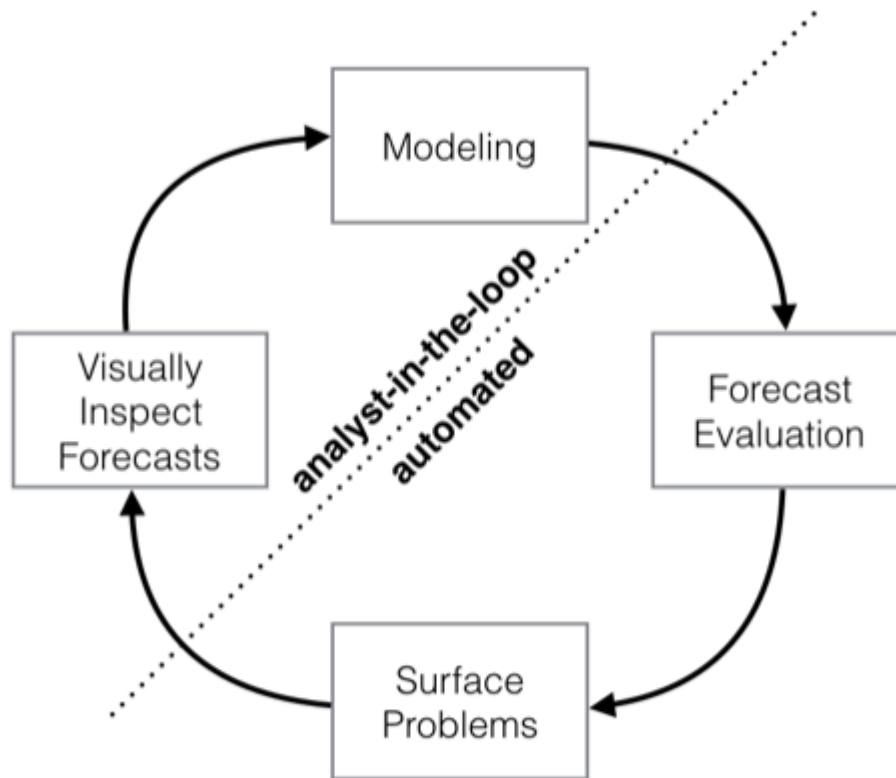 Modeling
analyst-in-the-loop
automated
Visually
Inspect
Forecasts
Forecast
Evaluation
Surface
Problems